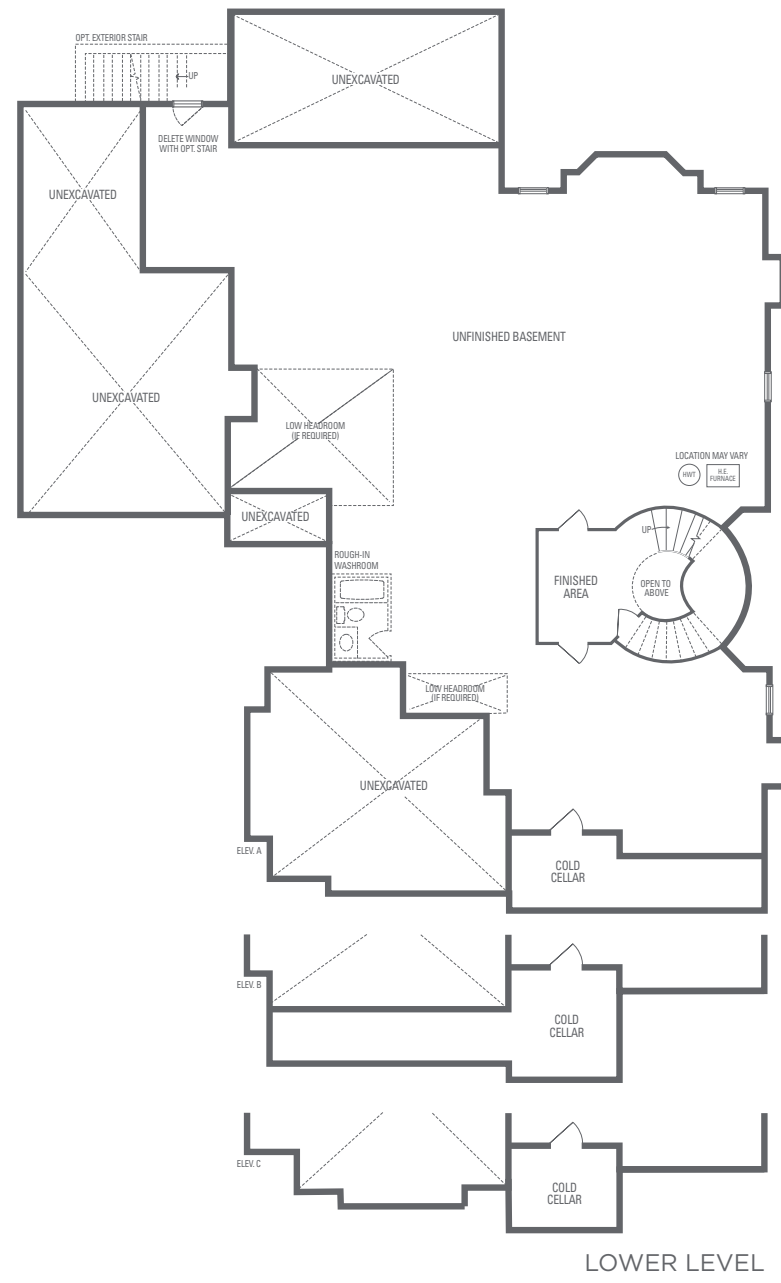 OPT. EXTERIOR STAIR
UP
UNEXCAVATED
DELETE WINDOW
WITH OPT. STAIR
UNEXCAVATED
UNFINISHED BASEMENT
UNEXCAVATED
LOW HEADROOM
(IF REQUIRED)
LOCATION MAY VARY
HWT
H.E.
FURNACE
UNEXCAVATED
UP
ROUGH-IN
WASHROOM
FINISHED
AREA
OPEN TO
ABOVE
LOW HEADROOM
(IF REQUIRED)
UNEXCAVATED
ELEV. A
COLD
CELLAR
ELEV. B
COLD
CELLAR
ELEV. C
COLD
CELLAR
LOWER LEVEL